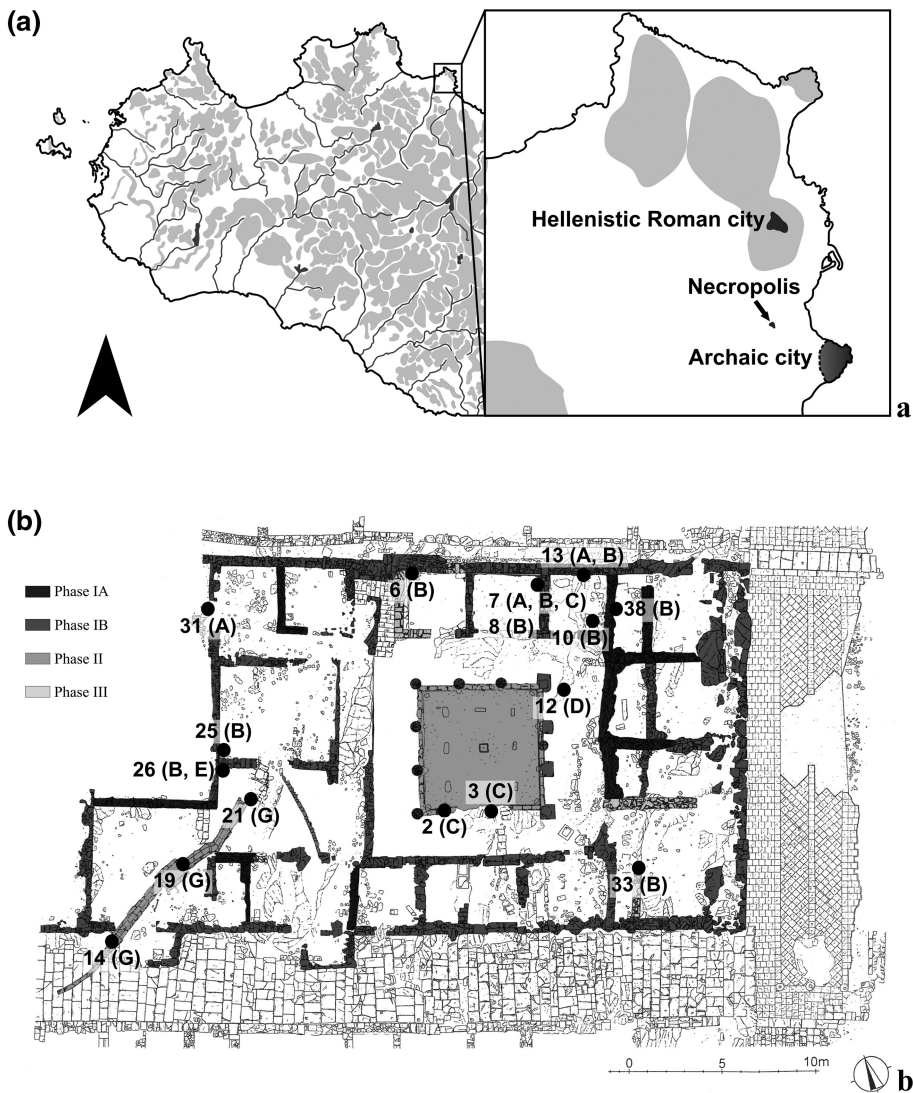 (a)
Hellenistic Roman city
Necropolis
Archaic city
a
(b)
Phase IA
Phase IB
Phase II
Phase III
13 (A, B)
6 (B)
7 (A, B, C)
38 (B)
8 (B)
10 (B)
31 (A)
12 (D)
25 (B)
26 (B, E)
3 (C)
21 (G)
2 (C)
19 (G)
33 (B)
14 (G)
0
5
10m
b